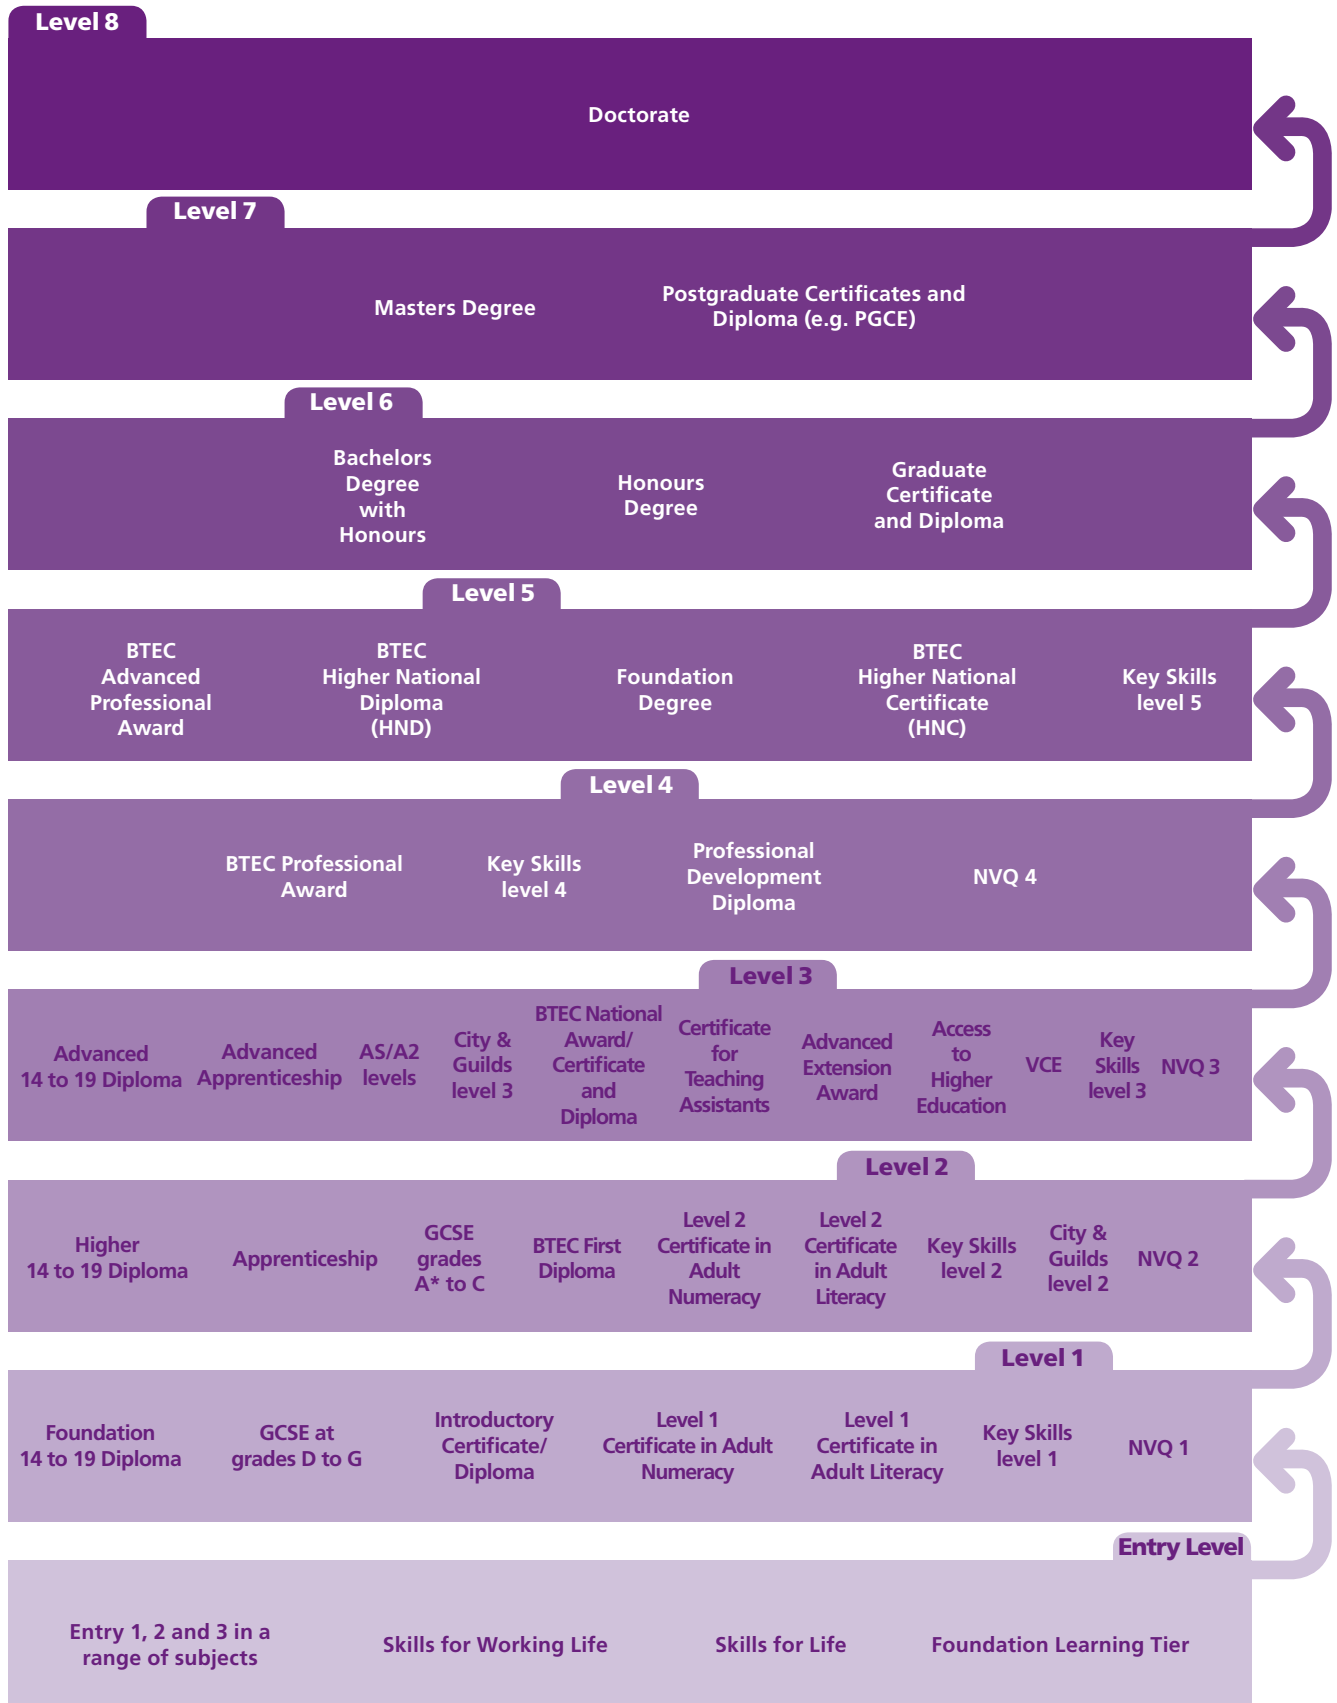 Level 8
Doctorate
Level 7
Masters Degree
Postgraduate Certificates and
Diploma (e.g. PGCE)
Level 6
Bachelors
Degree
with
Honours
Honours
Degree
Graduate
Certificate
and Diploma
Level 5
BTEC
Advanced
Professional
Award
BTEC
Higher National
Diploma
(HND)
Foundation
Degree
BTEC
Higher National
Certificate
(HNC)
Key Skills
level 5
Level 4
BTEC Professional
Award
Key Skills
level 4
Professional
Development
Diploma
NVQ 4
Level 3
Advanced
14 to 19 Diploma
Advanced
Apprenticeship
AS/A2
levels
City &
Guilds
level 3
BTEC National
Award/
Certificate
and
Diploma
Certificate
for
Teaching
Assistants
Advanced
Extension
Award
Access
to
Higher
Education
VCE
Key
Skills
level 3
NVQ 3
Level 2
Higher
14 to 19 Diploma
Apprenticeship
GCSE
grades
A* to C
BTEC First
Diploma
Level 2
Certificate in
Adult
Numeracy
Level 2
Certificate
in Adult
Literacy
Key Skills
level 2
City &
Guilds
level 2
NVQ 2
Level 1
Foundation
14 to 19 Diploma
GCSE at
grades D to G
Introductory
Certificate/
Diploma
Level 1
Certificate in Adult
Numeracy
Level 1
Certificate in
Adult Literacy
Key Skills
level 1
NVQ 1
Entry Level
Entry 1, 2 and 3 in a
range of subjects
Skills for Working Life
Skills for Life
Foundation Learning Tier